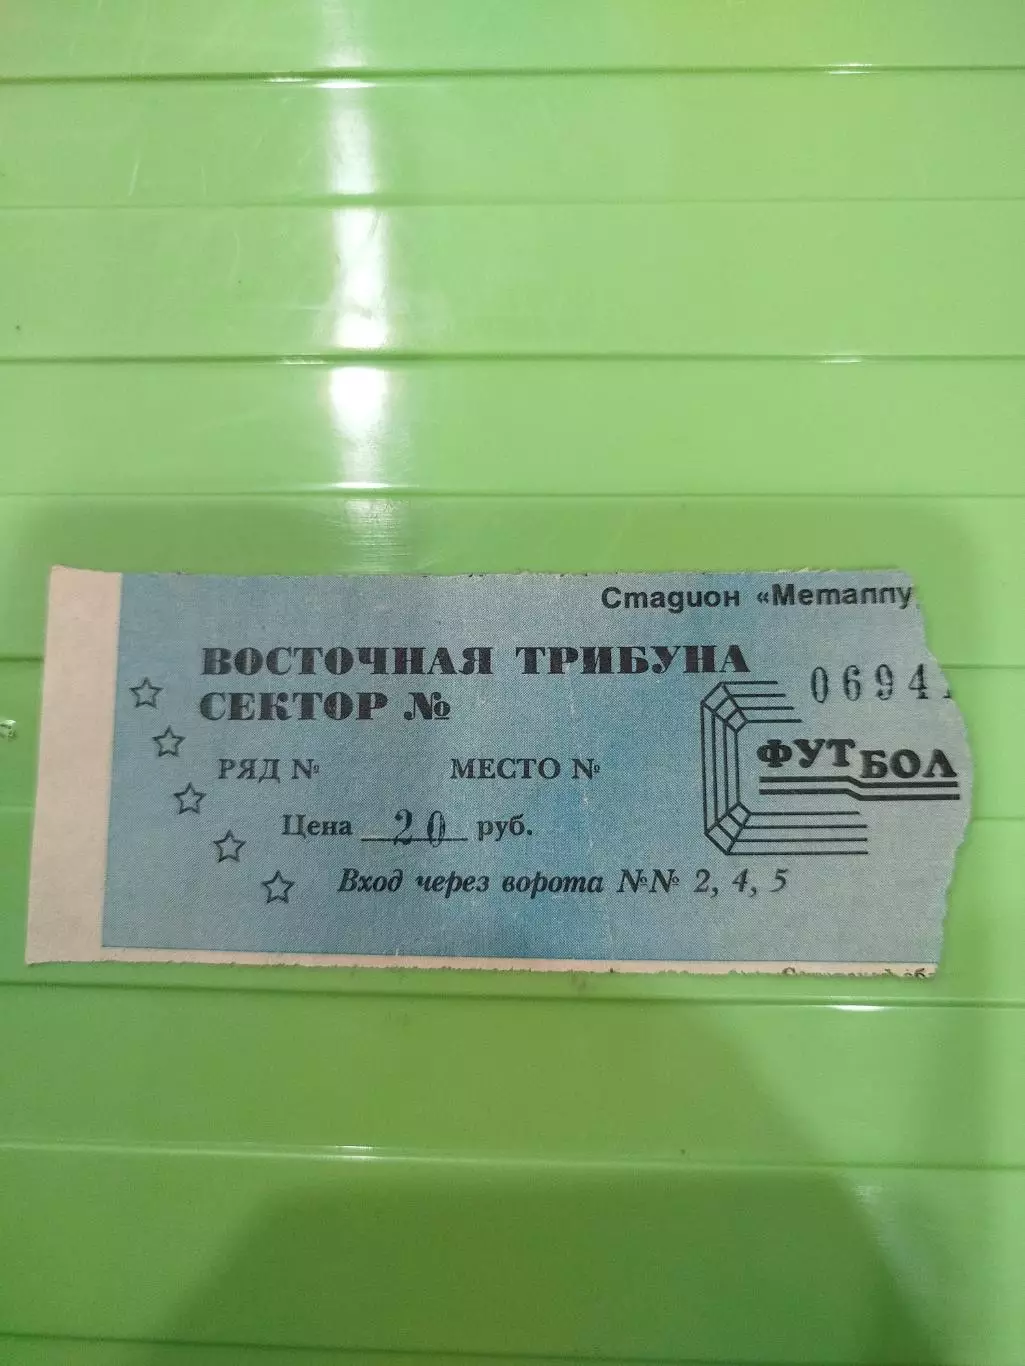 Стадион «Металлу
ВОСТОЧНАЯ ТРИБУНА
0694
СЕКТОР №
ФУТБОЛ
РЯД № МЕСТО №
Цена 20 руб.
Вход через ворота №№ 2, 4, 5